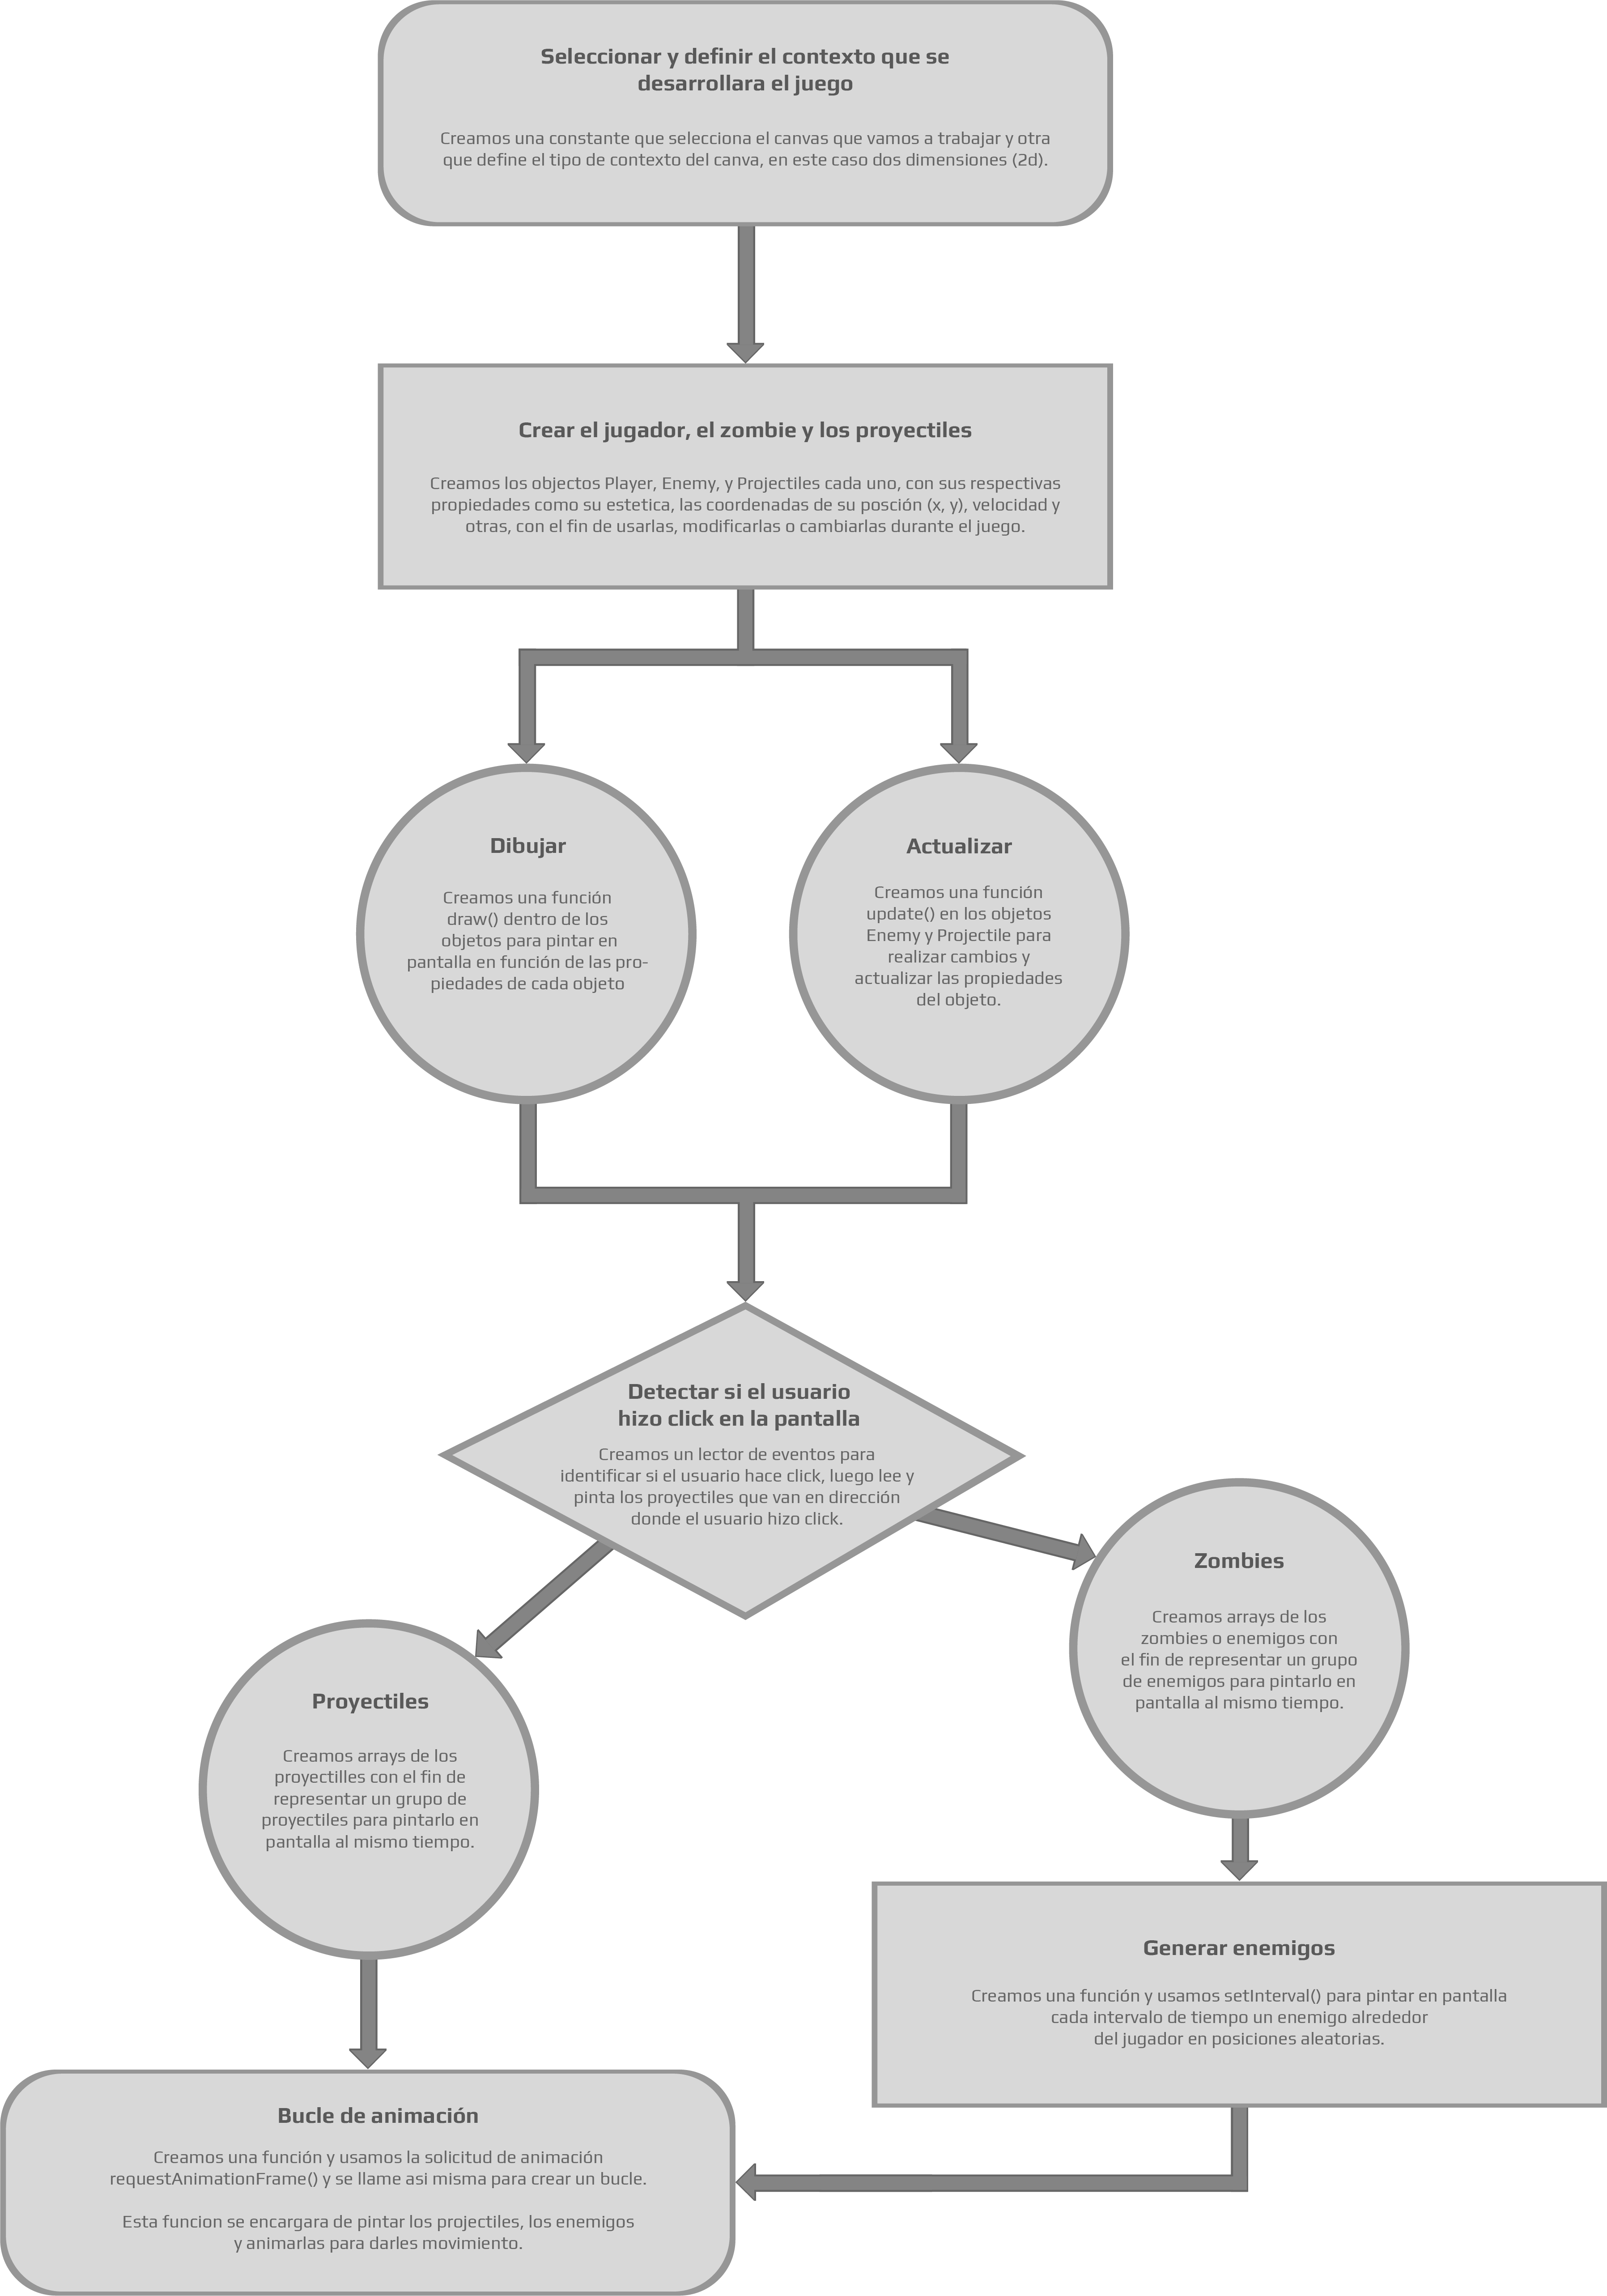 Seleccionar y definir el contexto que se
desarrollara el juego
Creamos una constante que selecciona el canvas que vamos a trabajar y otra
que define el tipo de contexto del canva, en este caso dos dimensiones (2d).
Crear el jugador, el zombie y los proyectiles
Creamos los objectos Player, Enemy, y Projectiles cada uno, con sus respectivas
propiedades como su estetica, las coordenadas de su posción (x, y), velocidad y
otras, con el fin de usarlas, modificarlas o cambiarlas durante el juego.
Dibujar
Creamos una función
draw() dentro de los
objetos para pintar en
pantalla en función de las pro-
piedades de cada objeto
Actualizar
Creamos una función
update() en los objetos
Enemy y Projectile para
realizar cambios y
actualizar las propiedades
del objeto.
Detectar si el usuario
hizo click en la pantalla
Creamos un lector de eventos para
identificar si el usuario hace click, luego lee y
pinta los proyectiles que van en dirección
donde el usuario hizo click.
Zombies
Creamos arrays de los
zombies o enemigos con
el fin de representar un grupo
de enemigos para pintarlo en
pantalla al mismo tiempo.
Proyectiles
Creamos arrays de los
proyectilles con el fin de
representar un grupo de
proyectiles para pintarlo en
pantalla al mismo tiempo.
Generar enemigos
Creamos una función y usamos setInterval() para pintar en pantalla
cada intervalo de tiempo un enemigo alrededor
del jugador en posiciones aleatorias.
Bucle de animación
Creamos una función y usamos la solicitud de animación
requestAnimationFrame() y se llame asi misma para crear un bucle.
Esta funcion se encargara de pintar los projectiles, los enemigos
y animarlas para darles movimiento.